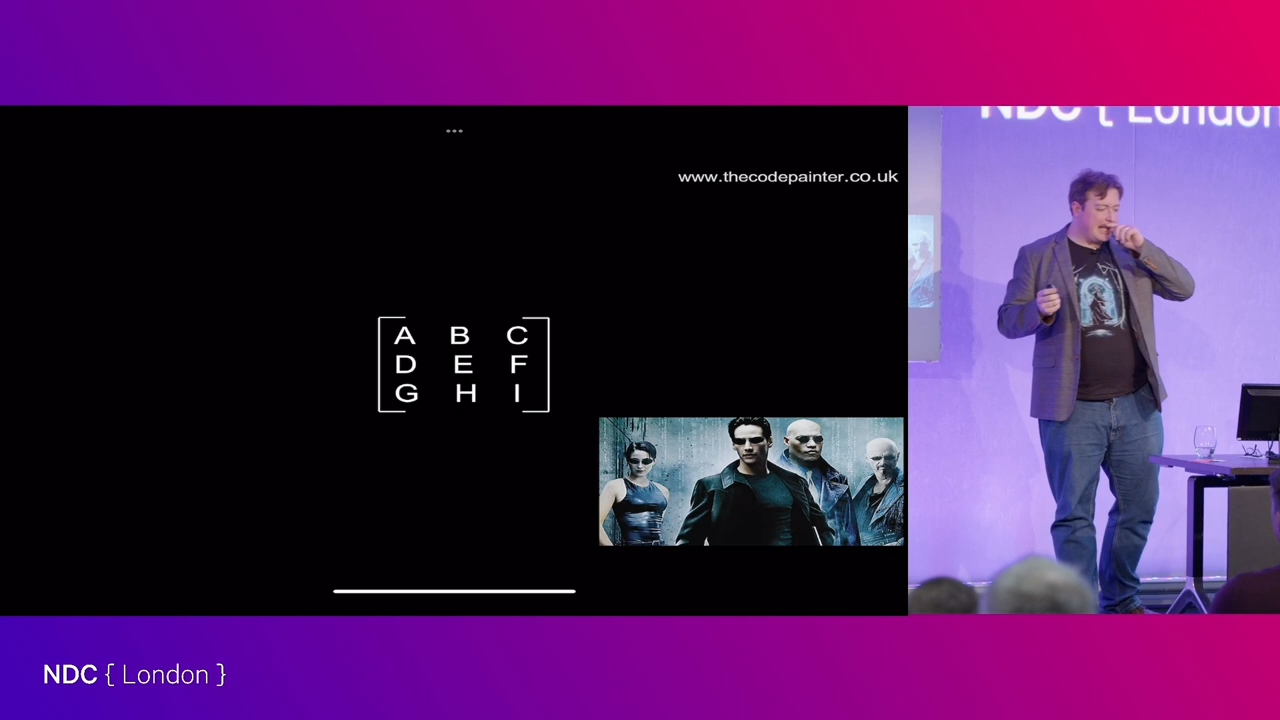 NDC { London
www.thecodepainter.co.uk
A B C
D E F
G H I
NDC { London }